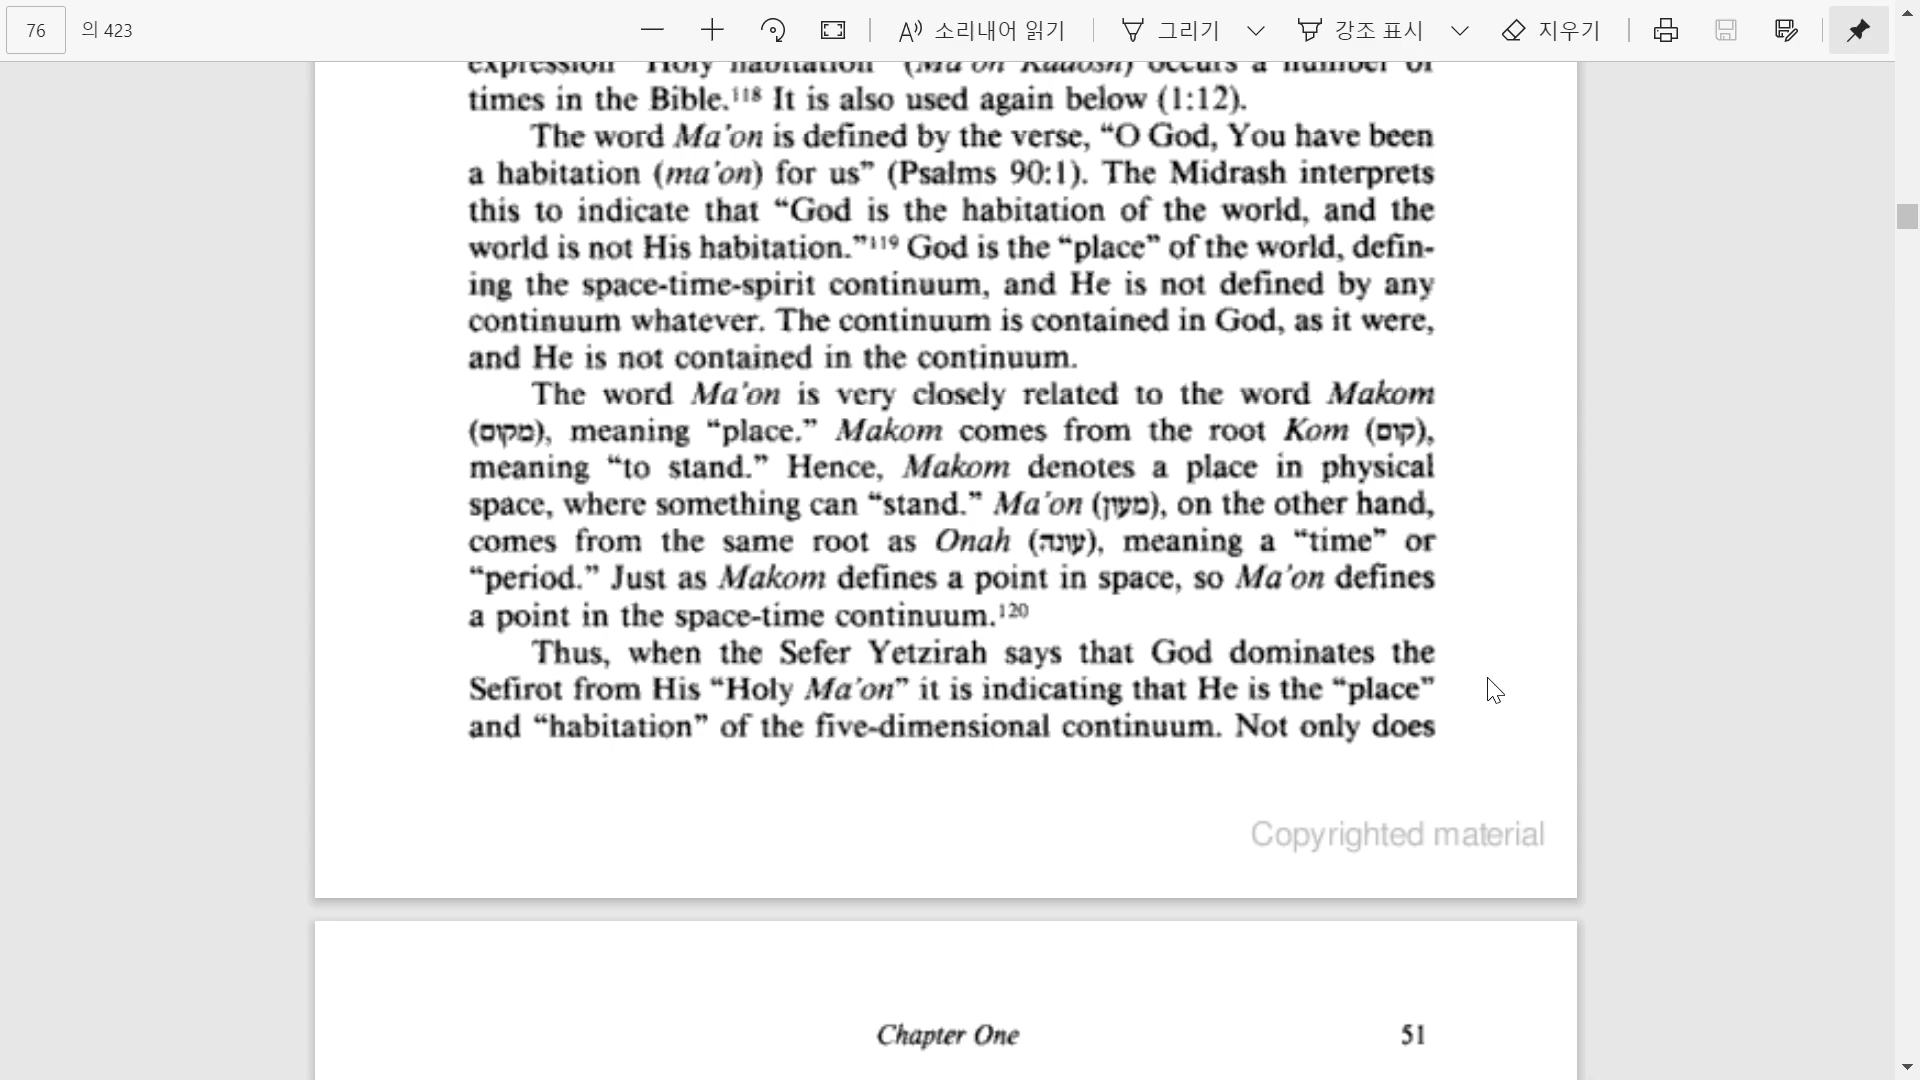 76 의 423 소리내어 읽기 그리기 강조 표시 지우기
expression "Holy habitation" (Ma'on Kadosh) occurs a number of
times in the Bible.¹¹⁸ It is also used again below (1:12).
The word Ma'on is defined by the verse, “O God, You have been
a habitation (ma'on) for us” (Psalms 90:1). The Midrash interprets
this to indicate that “God is the habitation of the world, and the
world is not His habitation.”¹¹⁹ God is the “place” of the world, defin-
ing the space-time-spirit continuum, and He is not defined by any
continuum whatever. The continuum is contained in God, as it were,
and He is not contained in the continuum.
The word Ma'on is very closely related to the word Makom
(מקום), meaning “place.” Makom comes from the root Kom (קום),
meaning “to stand.” Hence, Makom denotes a place in physical
space, where something can “stand.” Ma'on (מעון), on the other hand,
comes from the same root as Onah (עונה), meaning a “time” or
“period.” Just as Makom defines a point in space, so Ma'on defines
a point in the space-time continuum.¹²⁰
Thus, when the Sefer Yetzirah says that God dominates the
Sefirot from His “Holy Ma'on” it is indicating that He is the “place”
and “habitation” of the five-dimensional continuum. Not only does
Copyrighted material
Chapter One 51